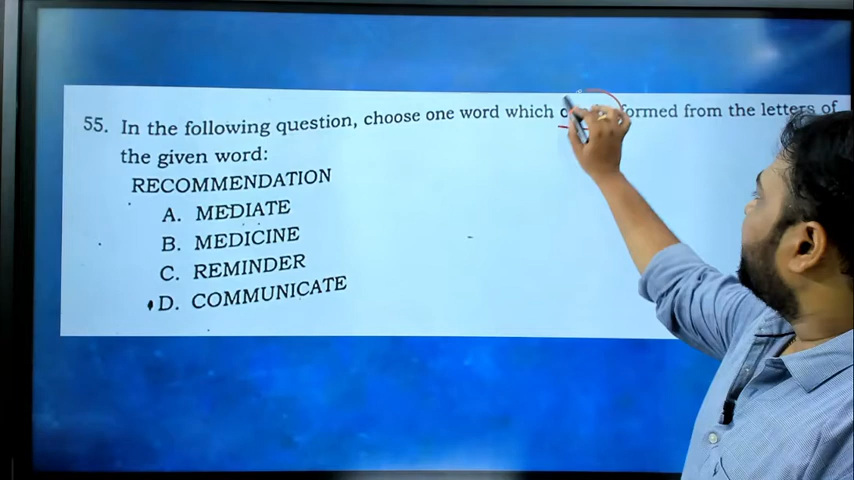 55. In the following question, choose one word which formed from the letters of
the given word:
RECOMMENDATION
A. MEDIATE
B. MEDICINE
C. REMINDER
D. COMMUNICATE